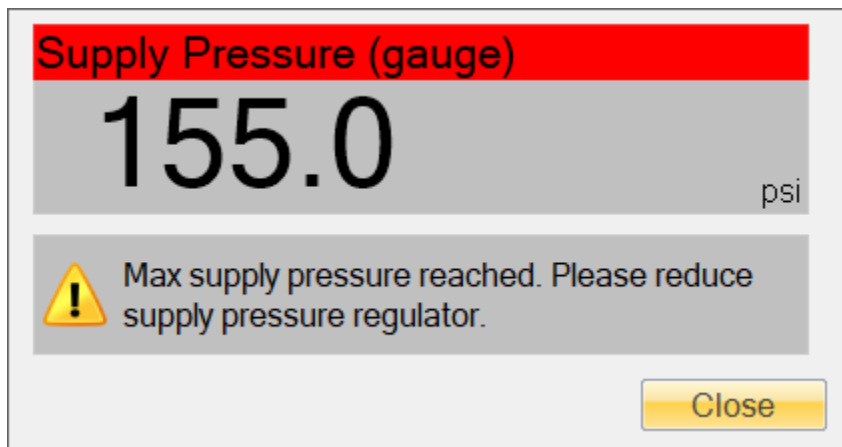 Supply Pressure (gauge)
155.0
psi
Max supply pressure reached. Please reduce
supply pressure regulator.
Close